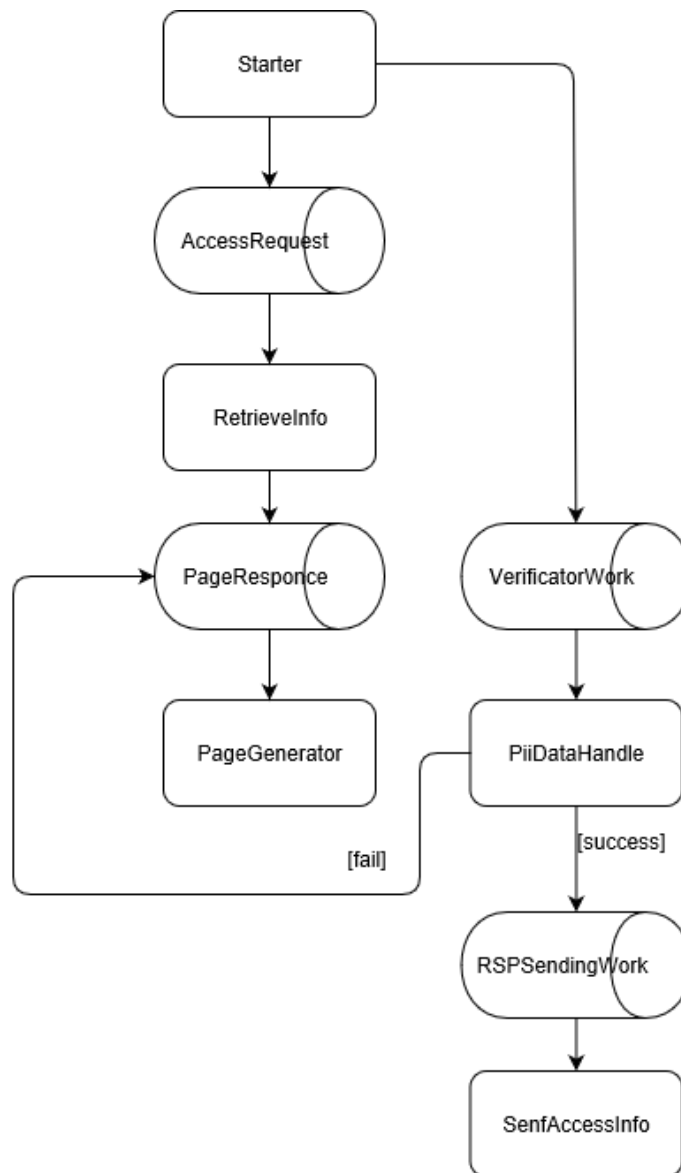 Starter
AccessRequest
RetrieveInfo
PageResponce
VerificatorWork
PageGenerator
PiiDataHandle
[success]
[fail]
RSPSendingWork
SenfAccessInfo